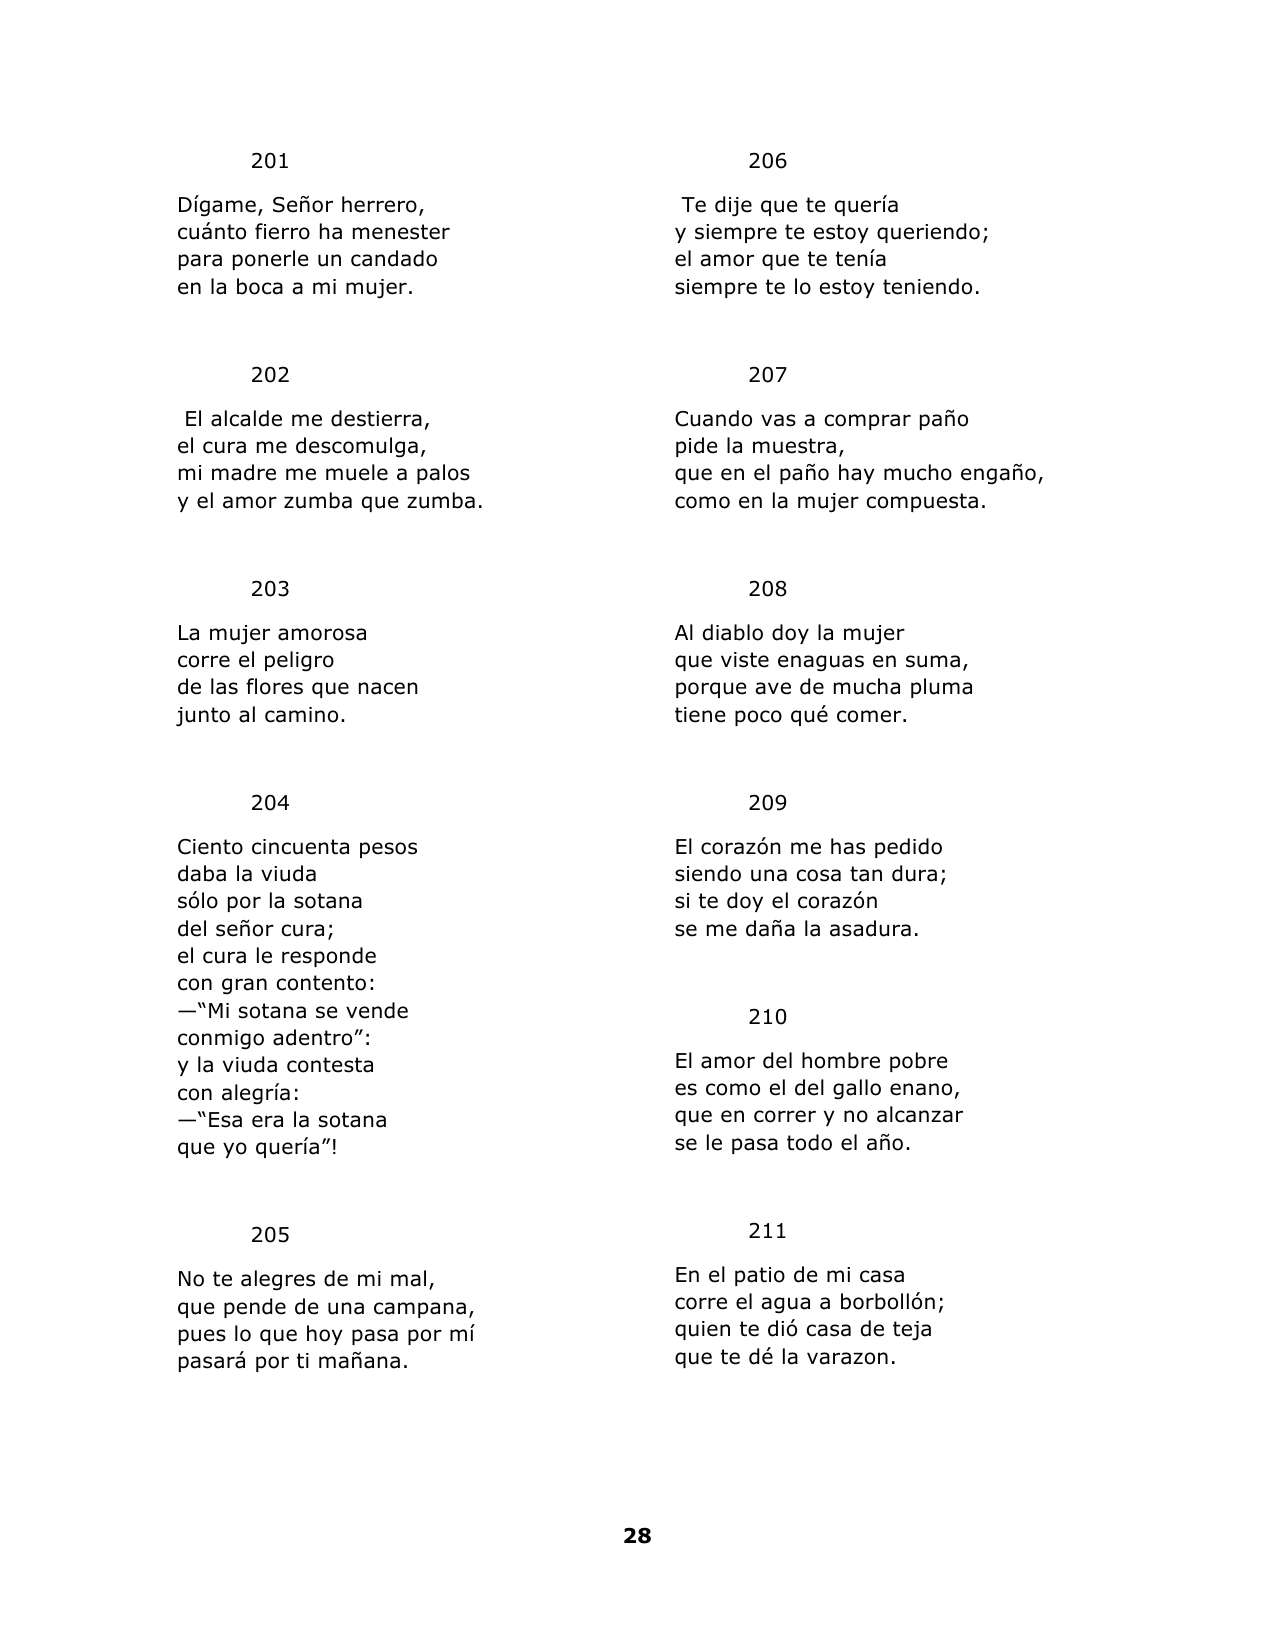 201
Dígame, Señor herrero,
cuánto fierro ha menester
para ponerle un candado
en la boca a mi mujer.
202
El alcalde me destierra,
el cura me descomulga,
mi madre me muele a palos
y el amor zumba que zumba.
203
La mujer amorosa
corre el peligro
de las flores que nacen
junto al camino.
204
Ciento cincuenta pesos
daba la viuda
sólo por la sotana
del señor cura;
el cura le responde
con gran contento:
—“Mi sotana se vende
conmigo adentro”:
y la viuda contesta
con alegría:
—“Esa era la sotana
que yo quería”!
205
No te alegres de mi mal,
que pende de una campana,
pues lo que hoy pasa por mí
pasará por ti mañana.
206
Te dije que te quería
y siempre te estoy queriendo;
el amor que te tenía
siempre te lo estoy teniendo.
207
Cuando vas a comprar paño
pide la muestra,
que en el paño hay mucho engaño,
como en la mujer compuesta.
208
Al diablo doy la mujer
que viste enaguas en suma,
porque ave de mucha pluma
tiene poco qué comer.
209
El corazón me has pedido
siendo una cosa tan dura;
si te doy el corazón
se me daña la asadura.
210
El amor del hombre pobre
es como el del gallo enano,
que en correr y no alcanzar
se le pasa todo el año.
211
En el patio de mi casa
corre el agua a borbollón;
quien te dió casa de teja
que te dé la varazon.
28